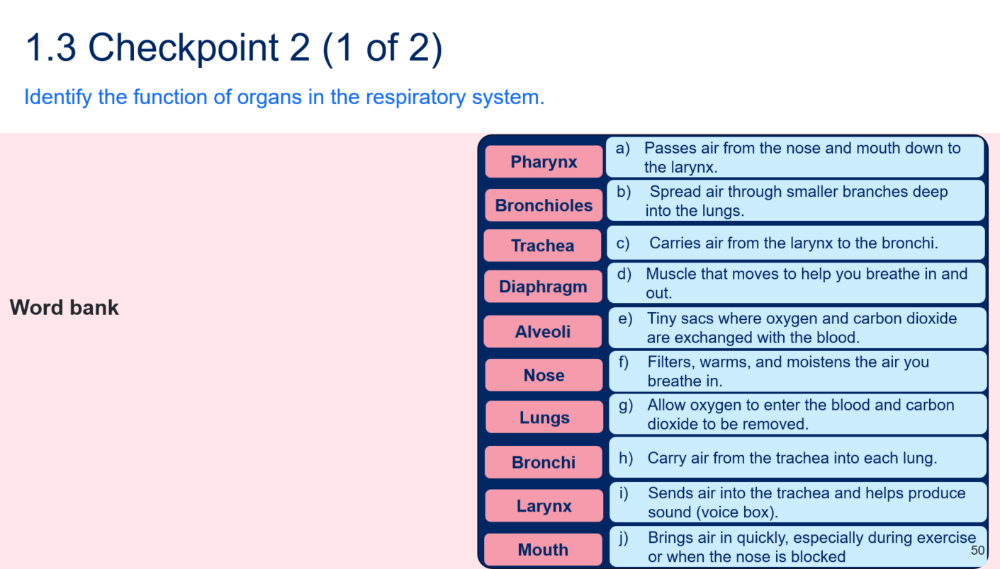 1.3 Checkpoint 2 (1 of 2)
Identify the function of organs in the respiratory system.
Word bank
Pharynx
a) Passes air from the nose and mouth down to
the larynx.
Bronchioles
b) Spread air through smaller branches deep
into the lungs.
Trachea
c) Carries air from the larynx to the bronchi.
Diaphragm
d) Muscle that moves to help you breathe in and
out.
Alveoli
e) Tiny sacs where oxygen and carbon dioxide
are exchanged with the blood.
Nose
f) Filters, warms, and moistens the air you
breathe in.
Lungs
g) Allow oxygen to enter the blood and carbon
dioxide to be removed.
Bronchi
h) Carry air from the trachea into each lung.
Larynx
i) Sends air into the trachea and helps produce
sound (voice box).
Mouth
j) Brings air in quickly, especially during exercise
or when the nose is blocked
50